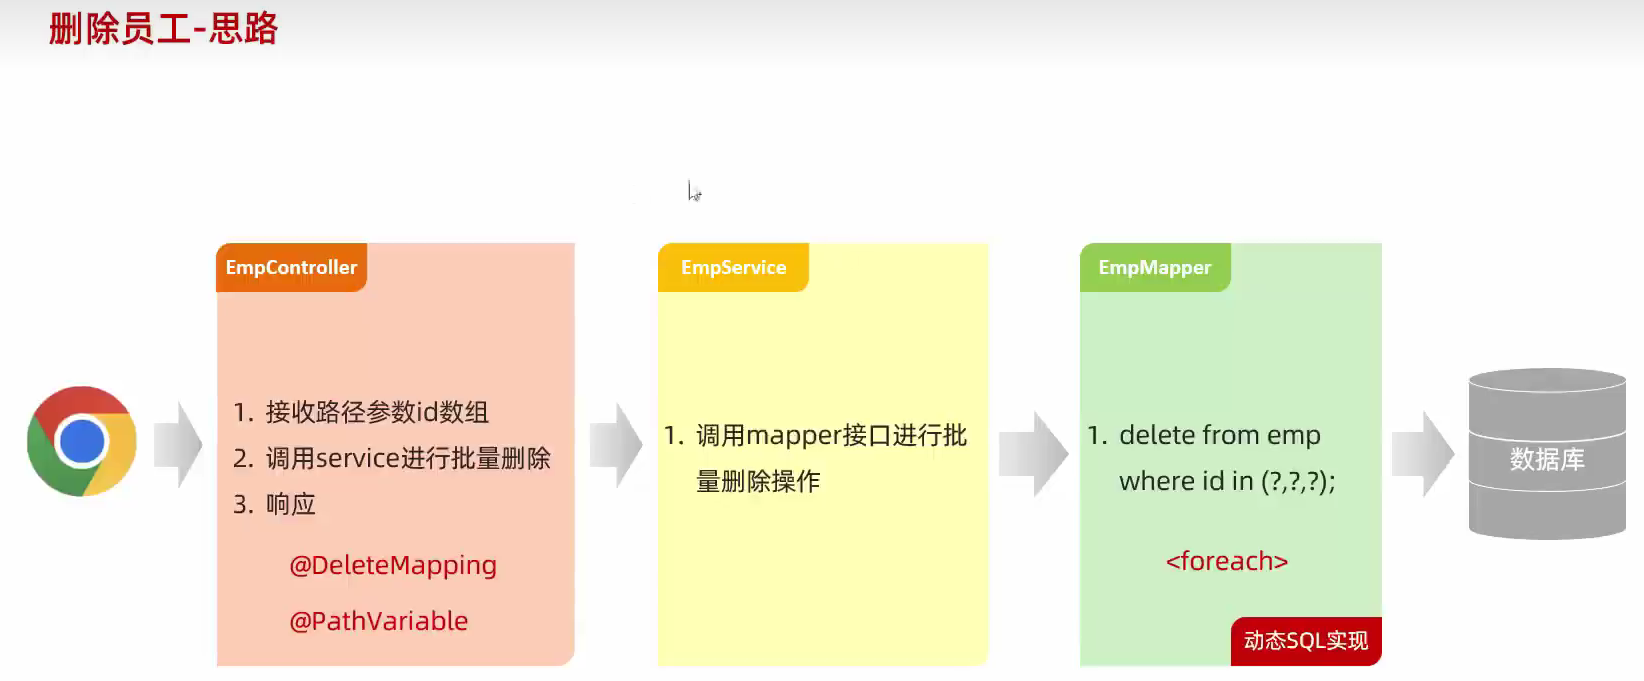 删除员工-思路
EmpController
1. 接收路径参数id数组
2. 调用service进行批量删除
3. 响应
@DeleteMapping
@PathVariable
EmpService
1. 调用mapper接口进行批
量删除操作
EmpMapper
1. delete from emp
where id in (?,?,?);
<foreach>
动态SQL实现
数据库